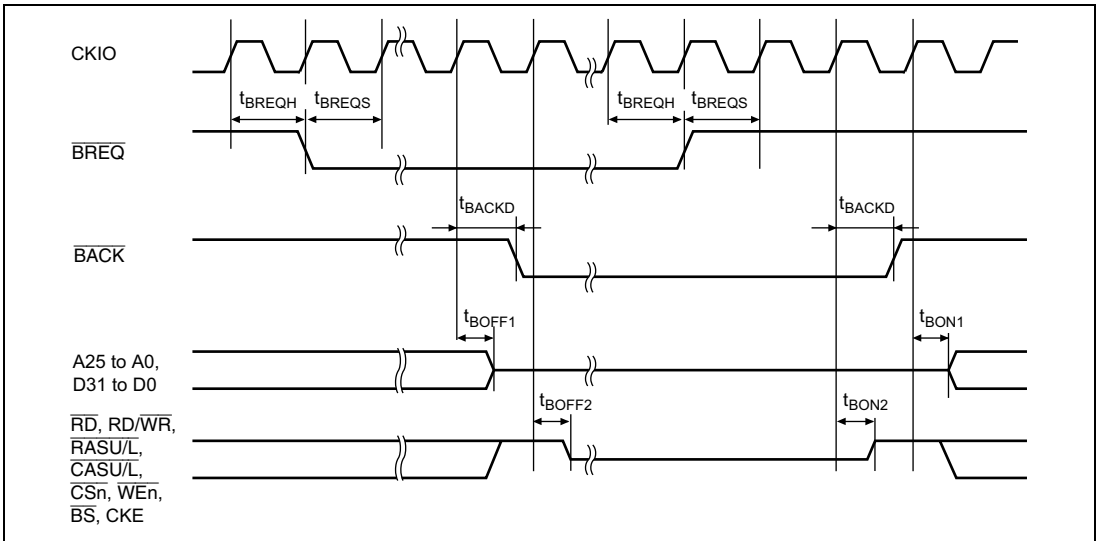 CKIO
tBREQH tBREQS tBREQH tBREQS
BREQ
tBACKD tBACKD
BACK
tBOFF1 tBON1
A25 to A0,
D31 to D0
tBOFF2 tBON2
RD, RD/WR,
RASU/L,
CASU/L,
CSn, WEn,
BS, CKE